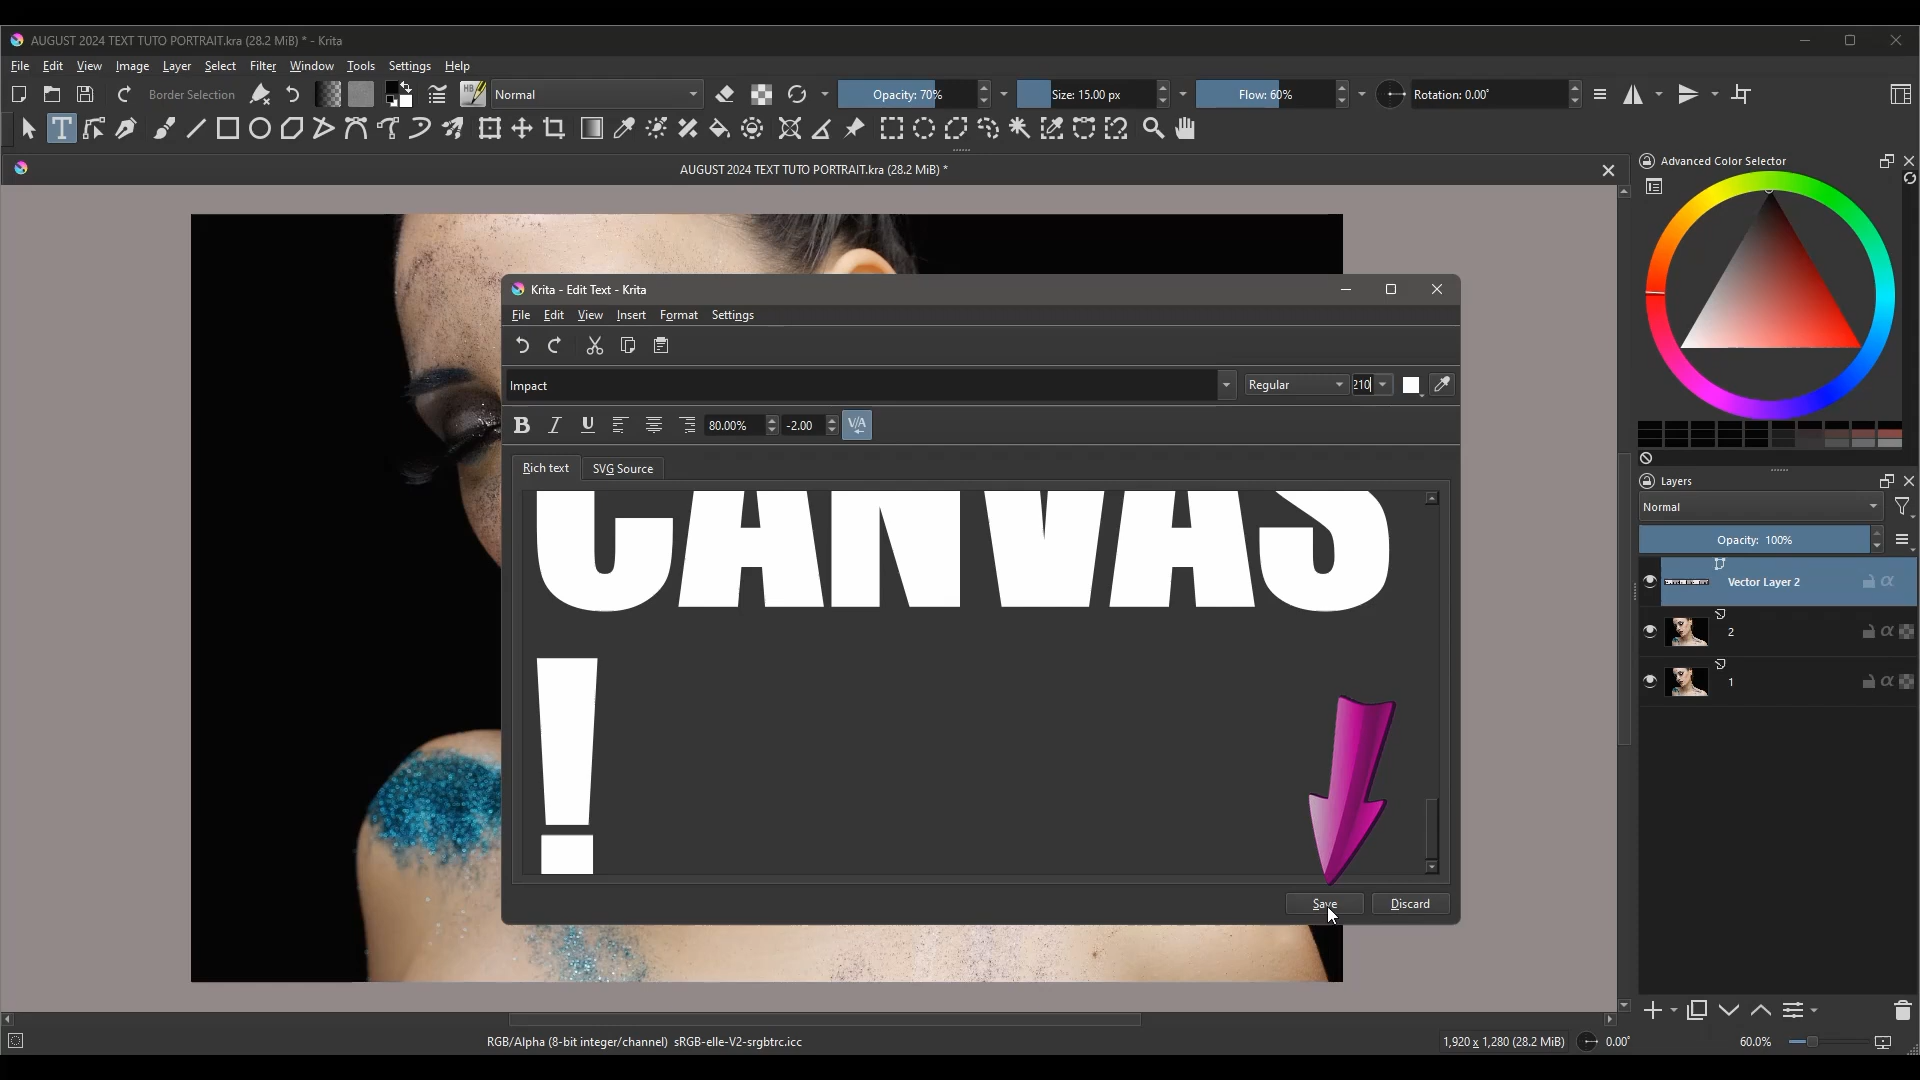 AUGUST 2024 TEXT TUTO PORTRAIT.kra (28.2 MiB) * - Krita
File Edit View Image Layer Select Filter Window Tools Settings Help
Border Selection HB Normal Opacity: 70% Size: 15.00 px Flow: 60% Rotation: 0.00°
AUGUST 2024 TEXT TUTO PORTRAIT.kra (28.2 MiB) *
Advanced Color Selector
Krita - Edit Text - Krita
File Edit View Insert Format Settings
Impact Regular 210
B I U 80.00% -2.00 V/A
Rich text SVG Source
CANVAS
!
Save Discard
Layers
Normal
Opacity: 100%
Vector Layer 2
2
1
RGB/Alpha (8-bit integer/channel) sRGB-elle-V2-srgbtrc.icc
1,920 x 1,280 (28.2 MiB) 0.00° 60.0%